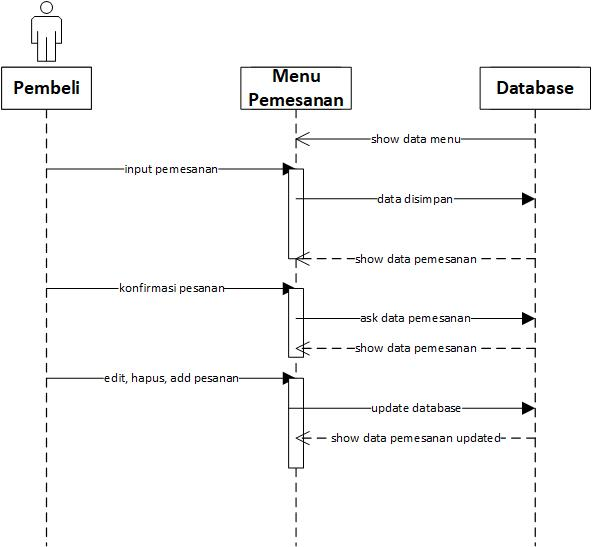 Pembeli
Menu
Pemesanan
Database
show data menu
input pemesanan
data disimpan
show data pemesanan
konfirmasi pesanan
ask data pemesanan
show data pemesanan
edit, hapus, add pesanan
update database
show data pemesanan updated